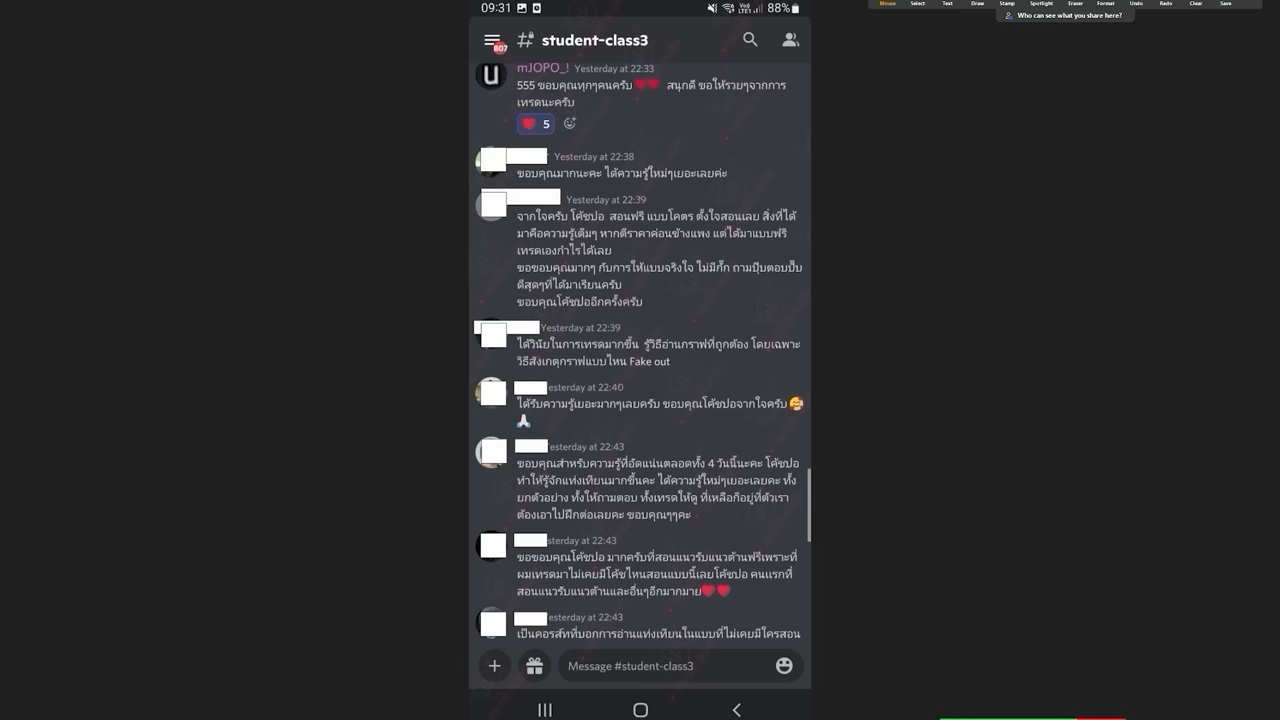 Mouse Select Text Draw Stamp Spotlight Eraser Format Undo Redo Clear Save
Who can see what you share here?
09:31 88%
807 student-class3
mJOPO_! Yesterday at 22:33
555 ขอบคุณทุกๆคนครับ❤️❤️ สนุกดี ขอให้รวยๆจากการ
เทรดนะครับ
❤️ 5
Yesterday at 22:38
ขอบคุณมากนะคะ ได้ความรู้ใหม่ๆเยอะเลยค่ะ
Yesterday at 22:39
จากใจครับ โค้ชปอ สอนฟรี แบบโคตร ตั้งใจสอนเลย สิ่งที่ได้
มาคือความรู้เต็มๆ หากตีราคาค่อนข้างแพง แต่ได้มาแบบฟรี
เทรดเองกำไรได้เลย
ขอขอบคุณมากๆ กับการให้แบบจริงใจ ไม่มีกั๊ก ถามปุ๊บตอบปั๊บ
ดีสุดๆที่ได้มาเรียนครับ
ขอบคุณโค้ชปออีกครั้งครับ
Yesterday at 22:39
ได้วินัยในการเทรดมากขึ้น รู้วิธีอ่านกราฟที่ถูกต้อง โดยเฉพาะ
วิธีสังเกตุกราฟแบบไหน Fake out
esterday at 22:40
ได้รับความรู้เยอะมากๆเลยครับ ขอบคุณโค้ชปอจากใจครับ🥰
🙏🏻
esterday at 22:43
ขอบคุณสำหรับความรู้ที่อัดแน่นตลอดทั้ง 4 วันนี้นะคะ โค้ชปอ
ทำให้รู้จักแท่งเทียนมากขึ้นคะ ได้ความรู้ใหม่ๆเยอะเลยคะ ทั้ง
ยกตัวอย่าง ทั้งให้ถามตอบ ทั้งเทรดให้ดู ที่เหลือก็อยู่ที่ตัวเรา
ต้องเอาไปฝึกต่อเลยคะ ขอบคุณๆๆคะ
sterday at 22:43
ขอขอบคุณโค้ชปอ มากครับที่สอนแนวรับแนวต้านฟรีเพราะที่
ผมเทรดมาไม่เคยมีโค้ชไหนสอนแบบนี้เลยโค้ชปอ คนแรกที่
สอนแนวรับแนวต้านและอื่นๆอีกมากมาย❤️❤️
esterday at 22:43
เป็นคอร์สที่บอกการอ่านแท่งเทียนในแบบที่ไม่เคยมีใครสอน
Message #student-class3